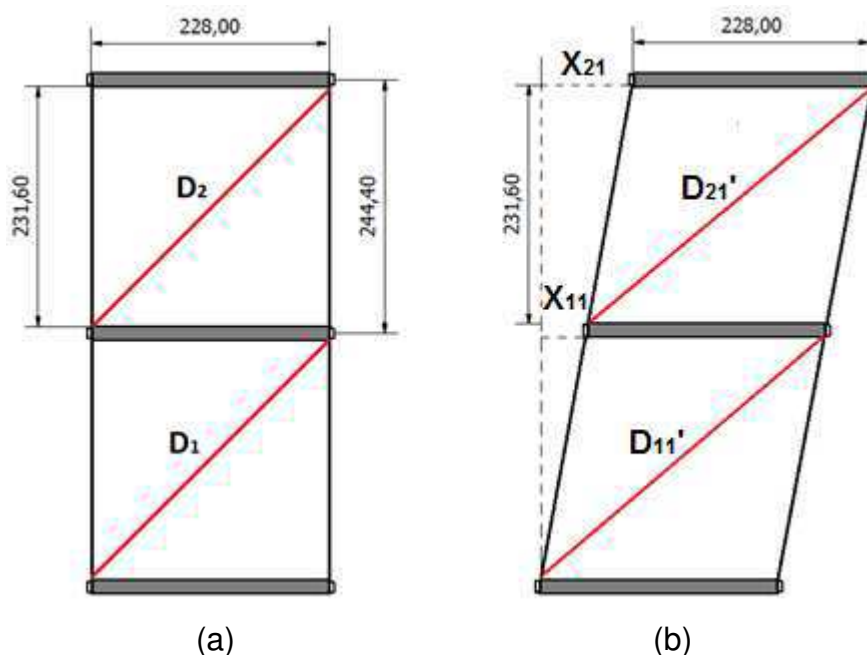 228,00
228,00
X21
231,60
D2
244,40
231,60
D21'
X11
D1
D11'
(a)
(b)